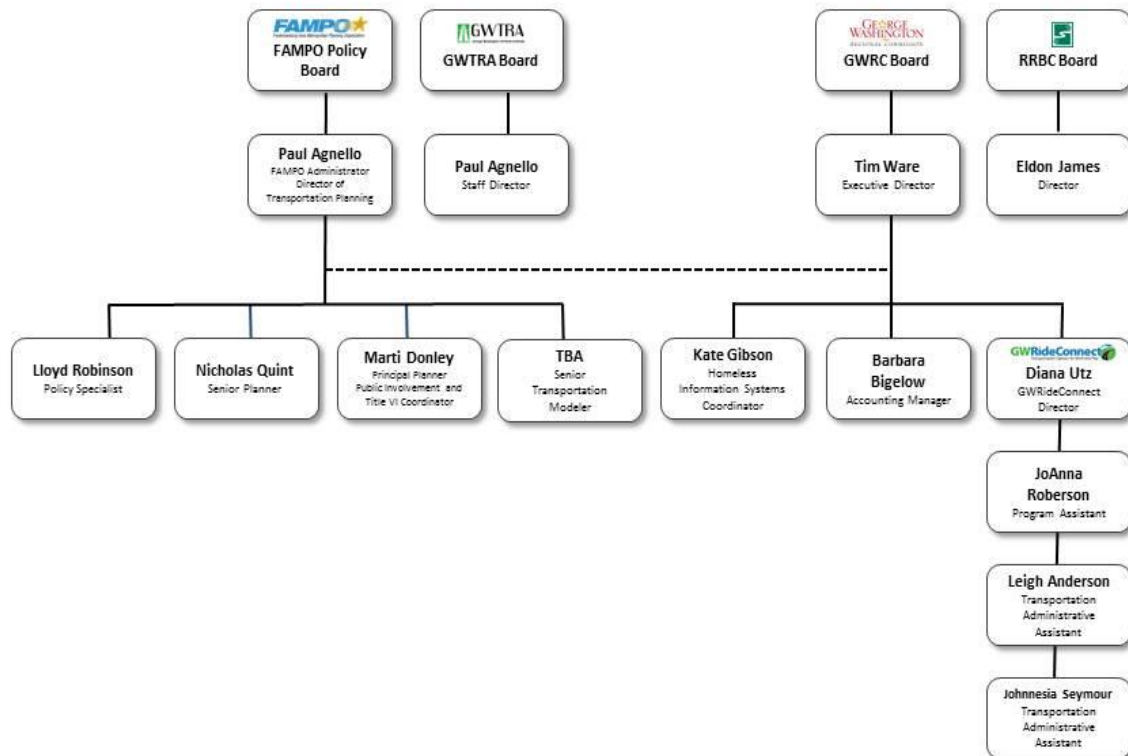 FAMPO
FAMPO Policy
Board
GWTRA
GWTRA Board
GEORGE
WASHINGTON
REGIONAL COMMISSION
GWRC Board
RRBC Board
Paul Agnello
FAMPO Administrator
Director of
Transportation Planning
Paul Agnello
Staff Director
Tim Ware
Executive Director
Eldon James
Director
Lloyd Robinson
Policy Specialist
Nicholas Quint
Senior Planner
Marti Donley
Principal Planner
Public Involvement and
Title VI Coordinator
TBA
Senior
Transportation
Modeler
Kate Gibson
Homeless
Information Systems
Coordinator
Barbara
Bigelow
Accounting Manager
GWRideConnect
Diana Utz
GWRideConnect
Director
JoAnna
Roberson
Program Assistant
Leigh Anderson
Transportation
Administrative
Assistant
Johnnesia Seymour
Transportation
Administrative
Assistant